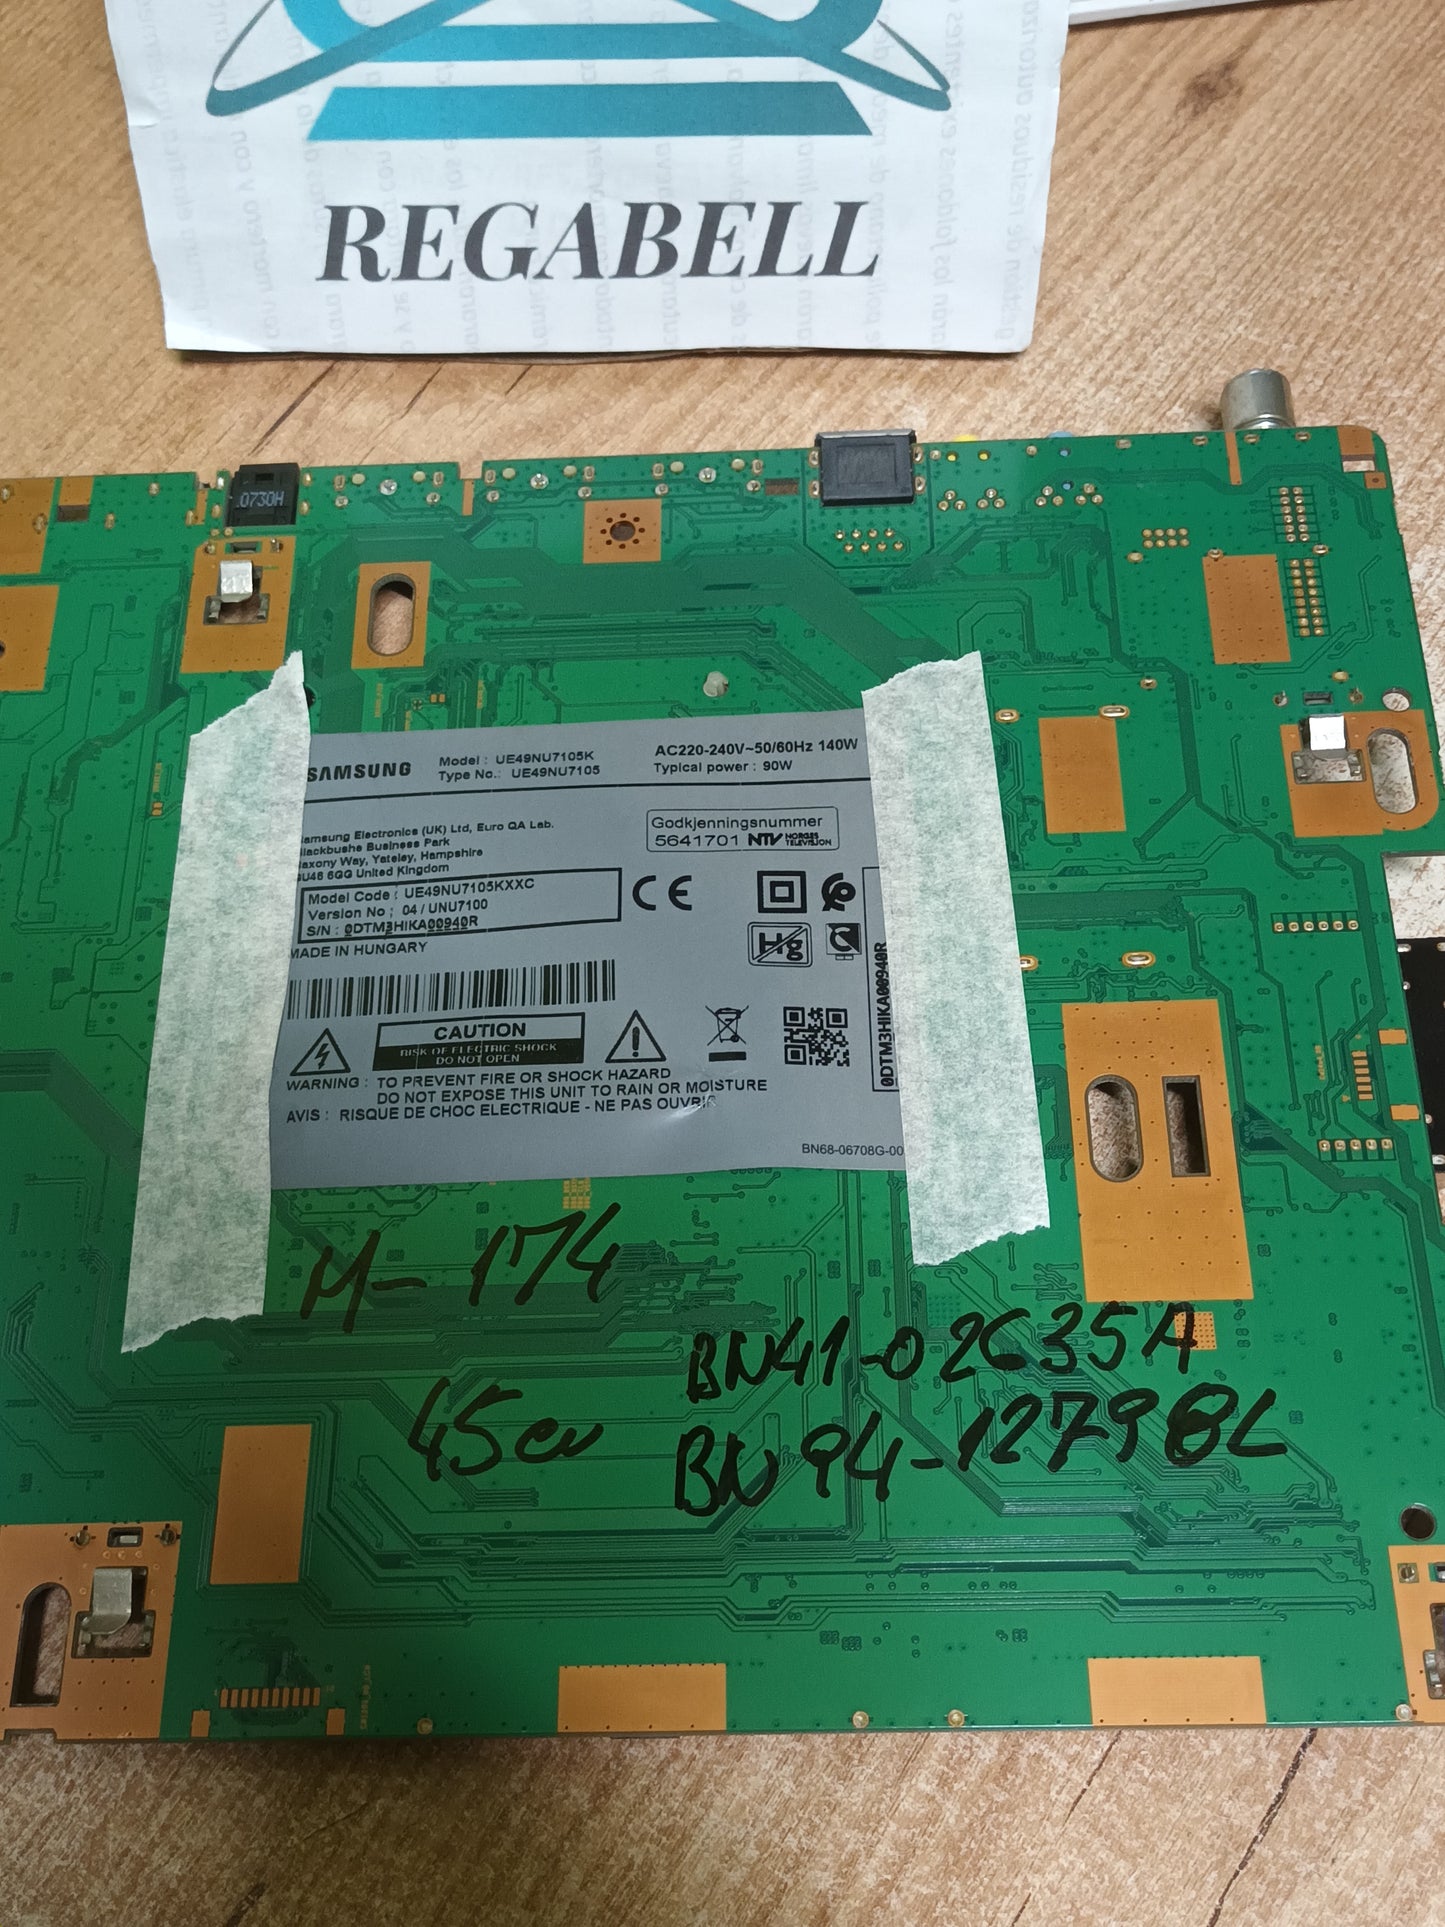 REGABELL
.0730H
SAMSUNG
Model : UE49NU7105K
Type No.: UE49NU7105
AC220-240V~50/60Hz 140W
Typical power : 90W
Samsung Electronics (UK) Ltd, Euro QA Lab.
Blackbushe Business Park
Saxony Way, Yateley, Hampshire
GU46 6GG United Kingdom
Godkjenningsnummer
5641701 NTV NORGES TELEVISJON
Model Code : UE49NU7105KXXC
Version No ; 04 / UNU7100
S/N : 0DTM3HIKA00940R
CE
Hg
MADE IN HUNGARY
0DTM3HIKA00940R
CAUTION
RISK OF ELECTRIC SHOCK
DO NOT OPEN
WARNING : TO PREVENT FIRE OR SHOCK HAZARD
DO NOT EXPOSE THIS UNIT TO RAIN OR MOISTURE
AVIS : RISQUE DE CHOC ELECTRIQUE - NE PAS OUVRIR
BN68-06708G-00
M-174
BN41-02635A
45eu
BN94-12798L